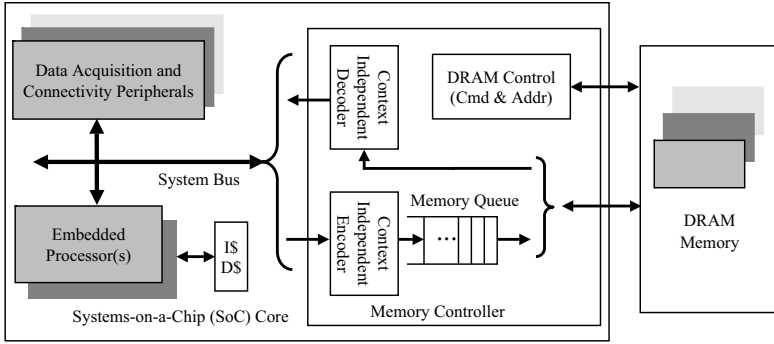 Data Acquisition and
Connectivity Peripherals
System Bus
Embedded
Processor(s)
I$
D$
Systems-on-a-Chip (SoC) Core
Context
Independent
Decoder
DRAM Control
(Cmd & Addr)
Context
Independent
Encoder
Memory Queue
...
Memory Controller
DRAM
Memory